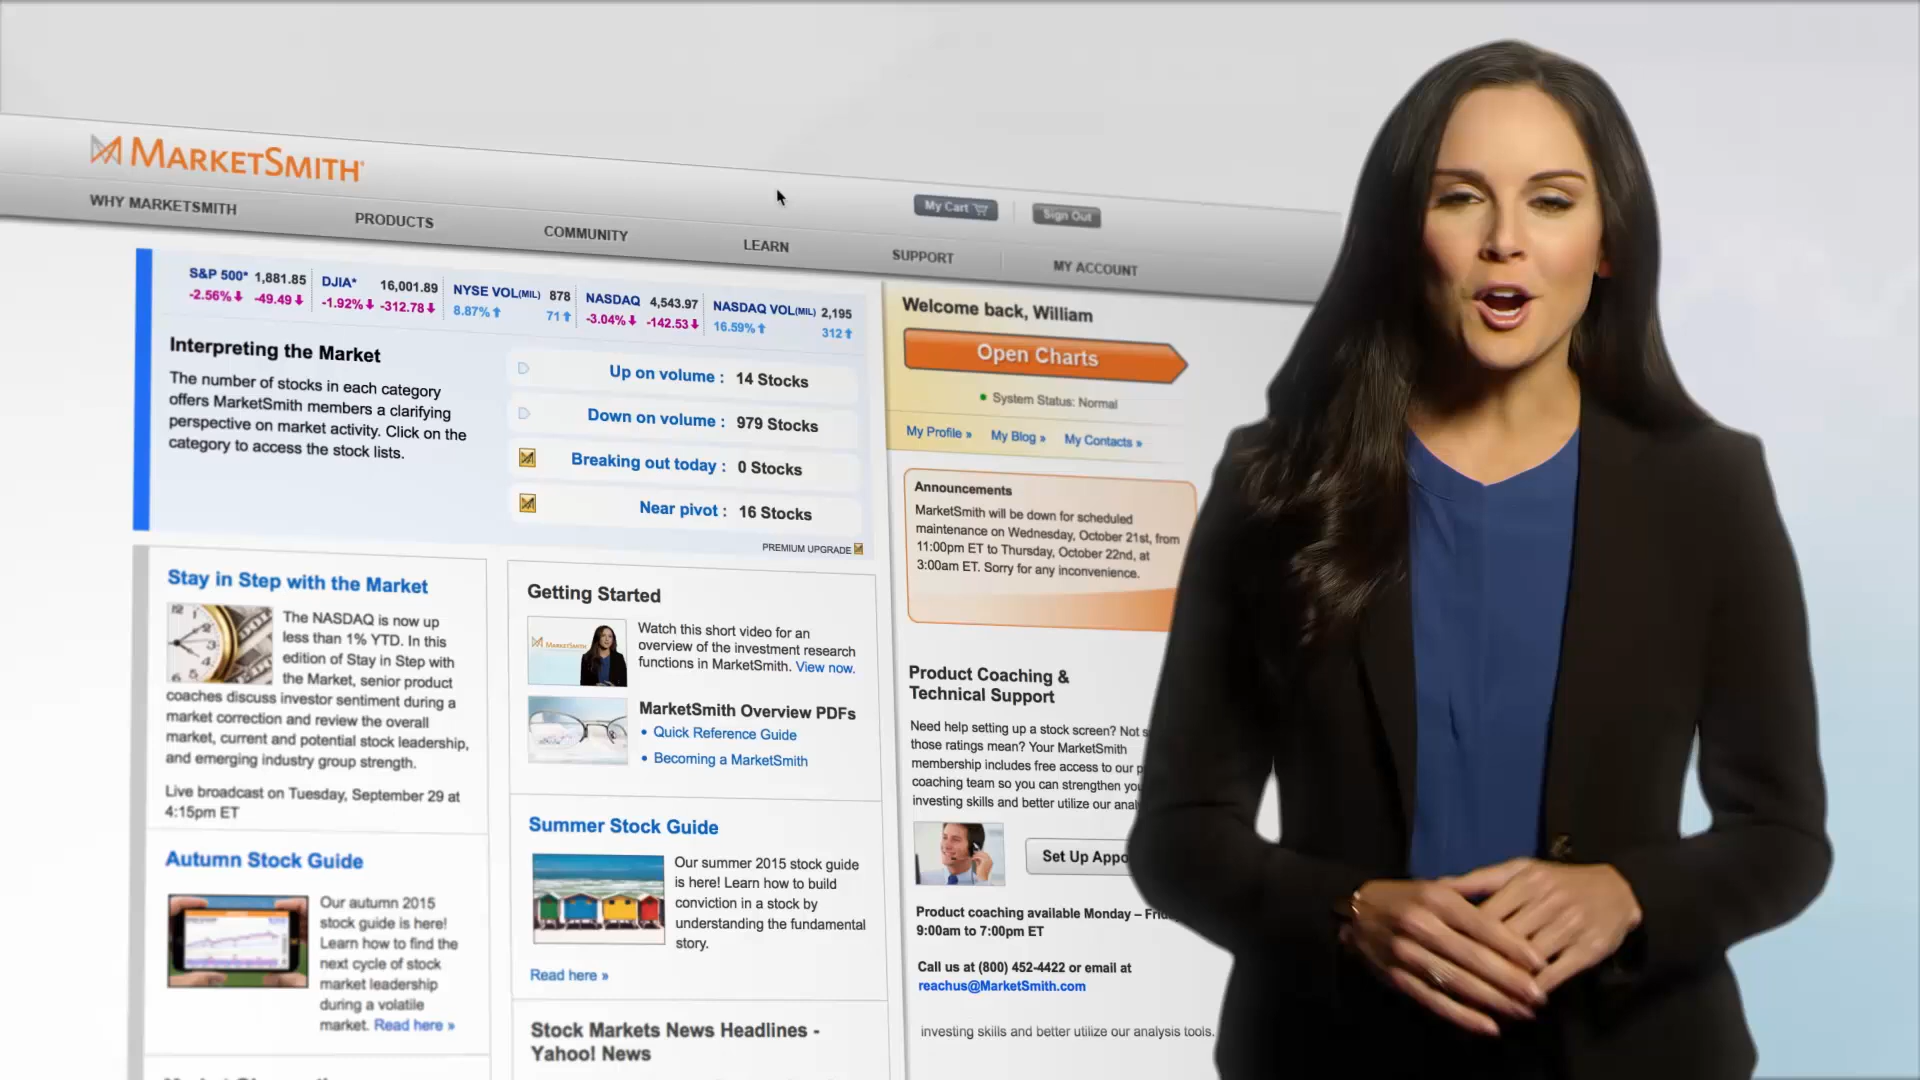 MARKETSMITH
My Cart
Sign Out
WHY MARKETSMITH
PRODUCTS
COMMUNITY
LEARN
SUPPORT
MY ACCOUNT
S&P 500* 1,881.85
-2.56% -49.49
DJIA* 16,001.89
-1.92% -312.78
NYSE VOL(MIL) 878
8.87% 71
NASDAQ 4,543.97
-3.04% -142.53
NASDAQ VOL(MIL) 2,195
16.59% 312
Interpreting the Market
The number of stocks in each category
offers MarketSmith members a clarifying
perspective on market activity. Click on the
category to access the stock lists.
Up on volume : 14 Stocks
Down on volume : 979 Stocks
Breaking out today : 0 Stocks
Near pivot : 16 Stocks
PREMIUM UPGRADE
Welcome back, William
Open Charts
System Status: Normal
My Profile »
My Blog »
My Contacts »
Announcements
MarketSmith will be down for scheduled
maintenance on Wednesday, October 21st, from
11:00pm ET to Thursday, October 22nd, at
3:00am ET. Sorry for any inconvenience.
Stay in Step with the Market
The NASDAQ is now up
less than 1% YTD. In this
edition of Stay in Step with
the Market, senior product
coaches discuss investor sentiment during a
market correction and review the overall
market, current and potential stock leadership,
and emerging industry group strength.
Live broadcast on Tuesday, September 29 at
4:15pm ET
Autumn Stock Guide
Our autumn 2015
stock guide is here!
Learn how to find the
next cycle of stock
market leadership
during a volatile
market. Read here »
Getting Started
MARKETSMITH
Watch this short video for an
overview of the investment research
functions in MarketSmith. View now.
MarketSmith Overview PDFs
• Quick Reference Guide
• Becoming a MarketSmith
Summer Stock Guide
Our summer 2015 stock guide
is here! Learn how to build
conviction in a stock by
understanding the fundamental
story.
Read here »
Stock Markets News Headlines -
Yahoo! News
Product Coaching &
Technical Support
Need help setting up a stock screen? Not s
those ratings mean? Your MarketSmith
membership includes free access to our p
coaching team so you can strengthen you
investing skills and better utilize our anal
Set Up Appo
Product coaching available Monday – Frid
9:00am to 7:00pm ET
Call us at (800) 452-4422 or email at
reachus@MarketSmith.com
investing skills and better utilize our analysis tools.